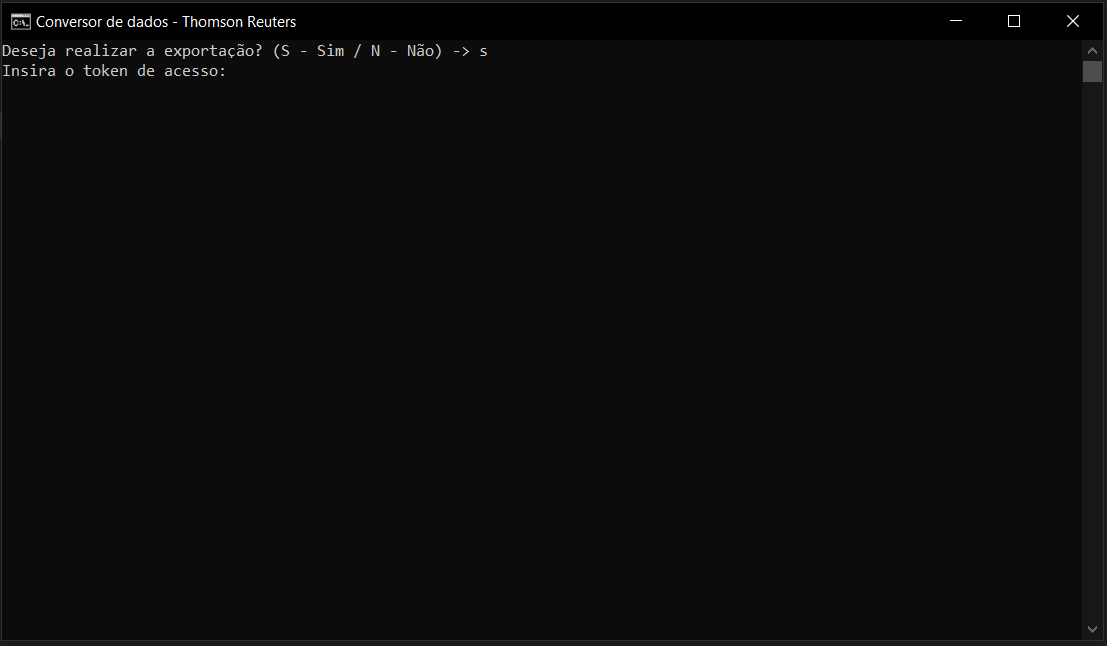 Conversor de dados - Thomson Reuters
Deseja realizar a exportação? (S - Sim / N - Não) -> s
Insira o token de acesso: